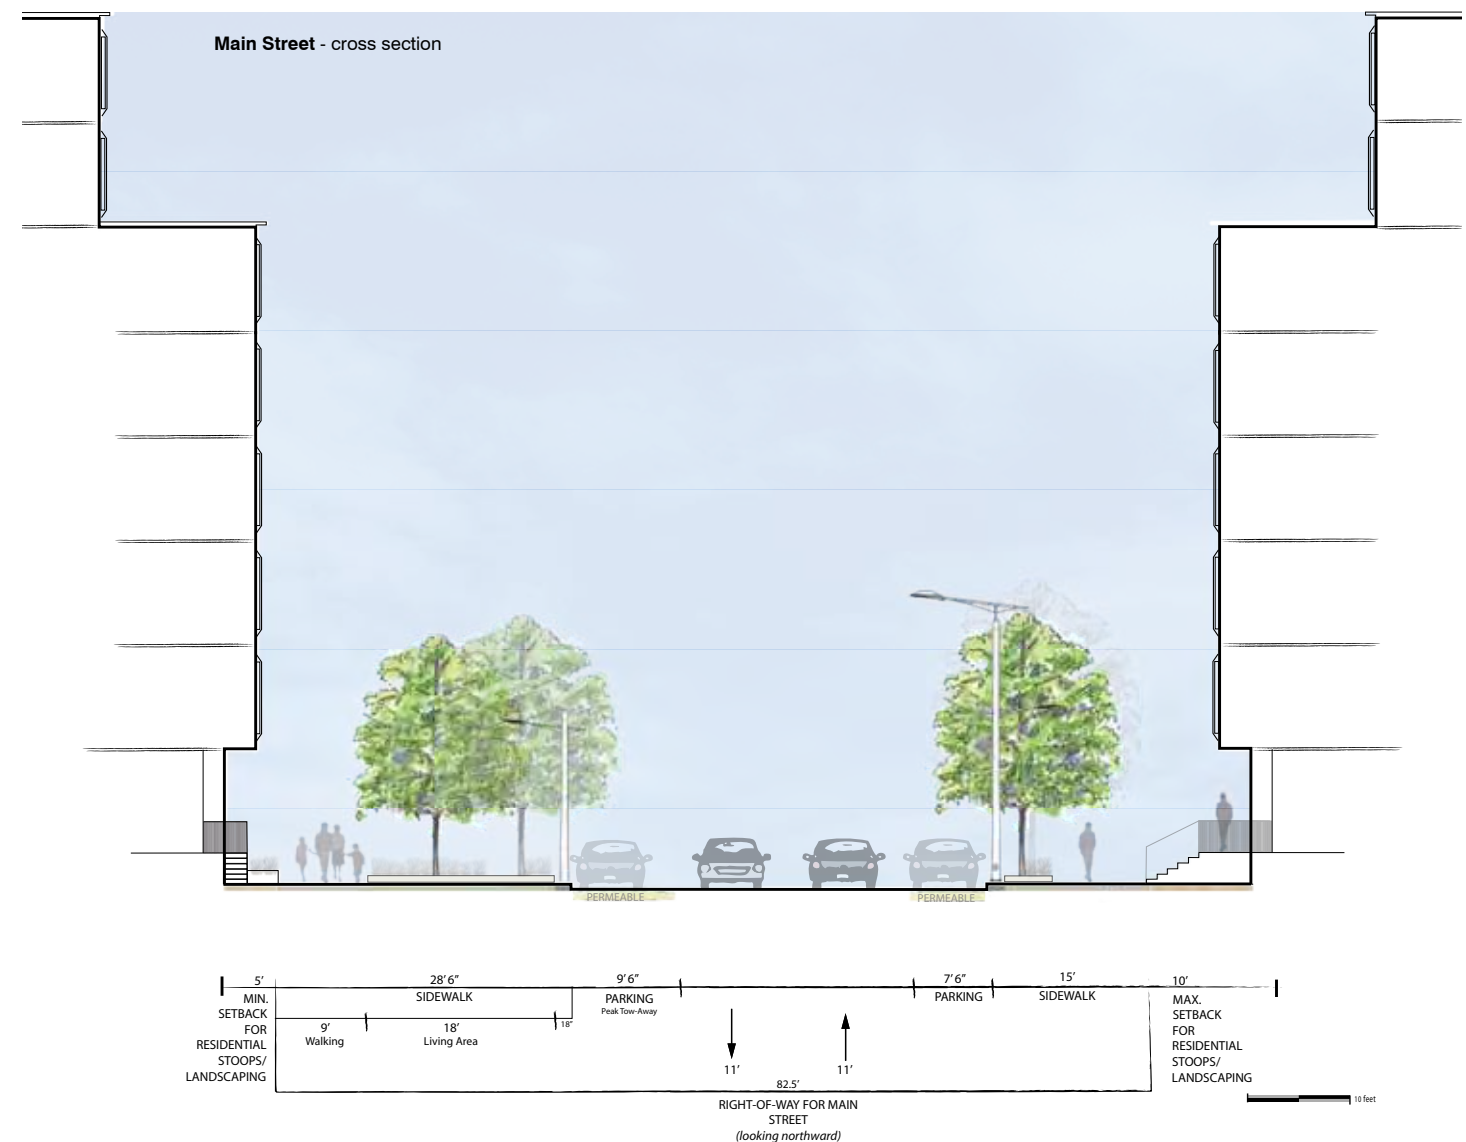 Main Street - cross section
PERMEABLE
PERMEABLE
5’
28’ 6”
9’ 6”
7’ 6”
15’
10’
MIN.
SETBACK
FOR
RESIDENTIAL
STOOPS/
LANDSCAPING
SIDEWALK
9’
Walking
18’
Living Area
18”
PARKING
Peak Tow-Away
11’
11’
PARKING
SIDEWALK
MAX.
SETBACK
FOR
RESIDENTIAL
STOOPS/
LANDSCAPING
82.5’
RIGHT-OF-WAY FOR MAIN
STREET
(looking northward)
10 feet